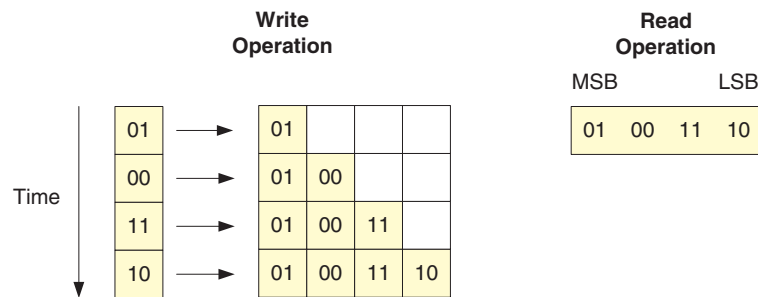 Write
Operation
Read
Operation
MSB LSB
01 01 01 00 11 10
00 01 00
Time
11 01 00 11
10 01 00 11 10